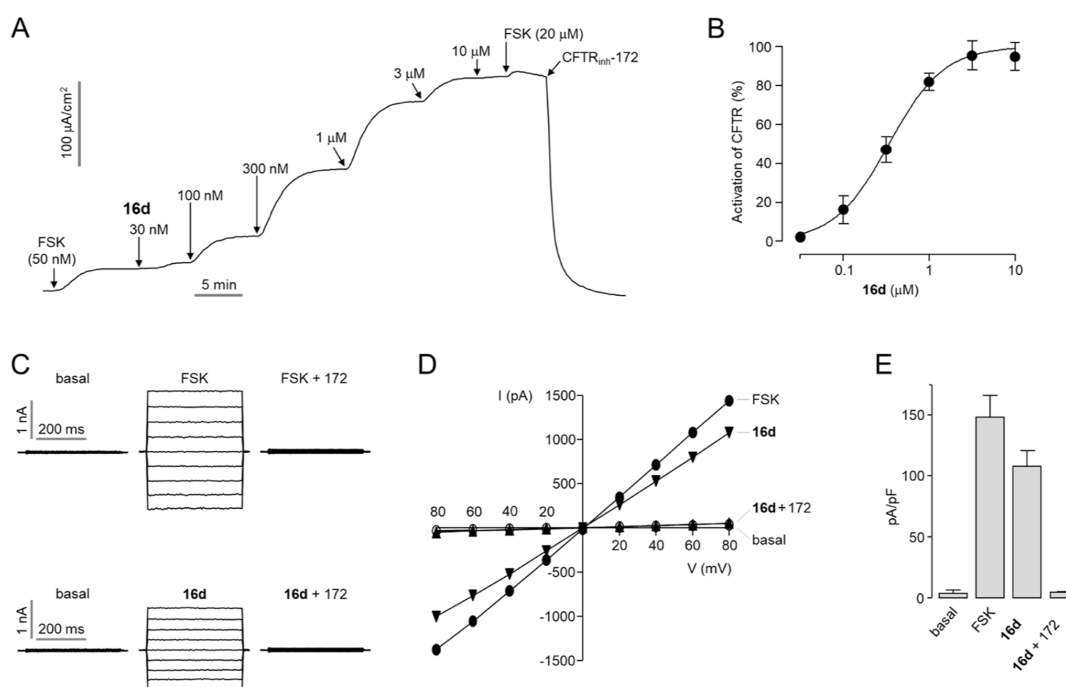 A
100 µA/cm²
FSK
(50 nM)
16d
30 nM
100 nM
300 nM
1 µM
3 µM
10 µM
FSK (20 µM)
CFTRinh-172
5 min
B
Activation of CFTR (%)
100
80
60
40
20
0
0.1
1
10
16d (µM)
C
basal
FSK
FSK + 172
1 nA
200 ms
basal
16d
16d + 172
1 nA
200 ms
D
I (pA)
1500
1000
500
80
60
40
20
-500
-1000
-1500
20
40
60
80
V (mV)
FSK
16d
16d + 172
basal
E
pA/pF
150
100
50
0
basal
FSK
16d
16d + 172